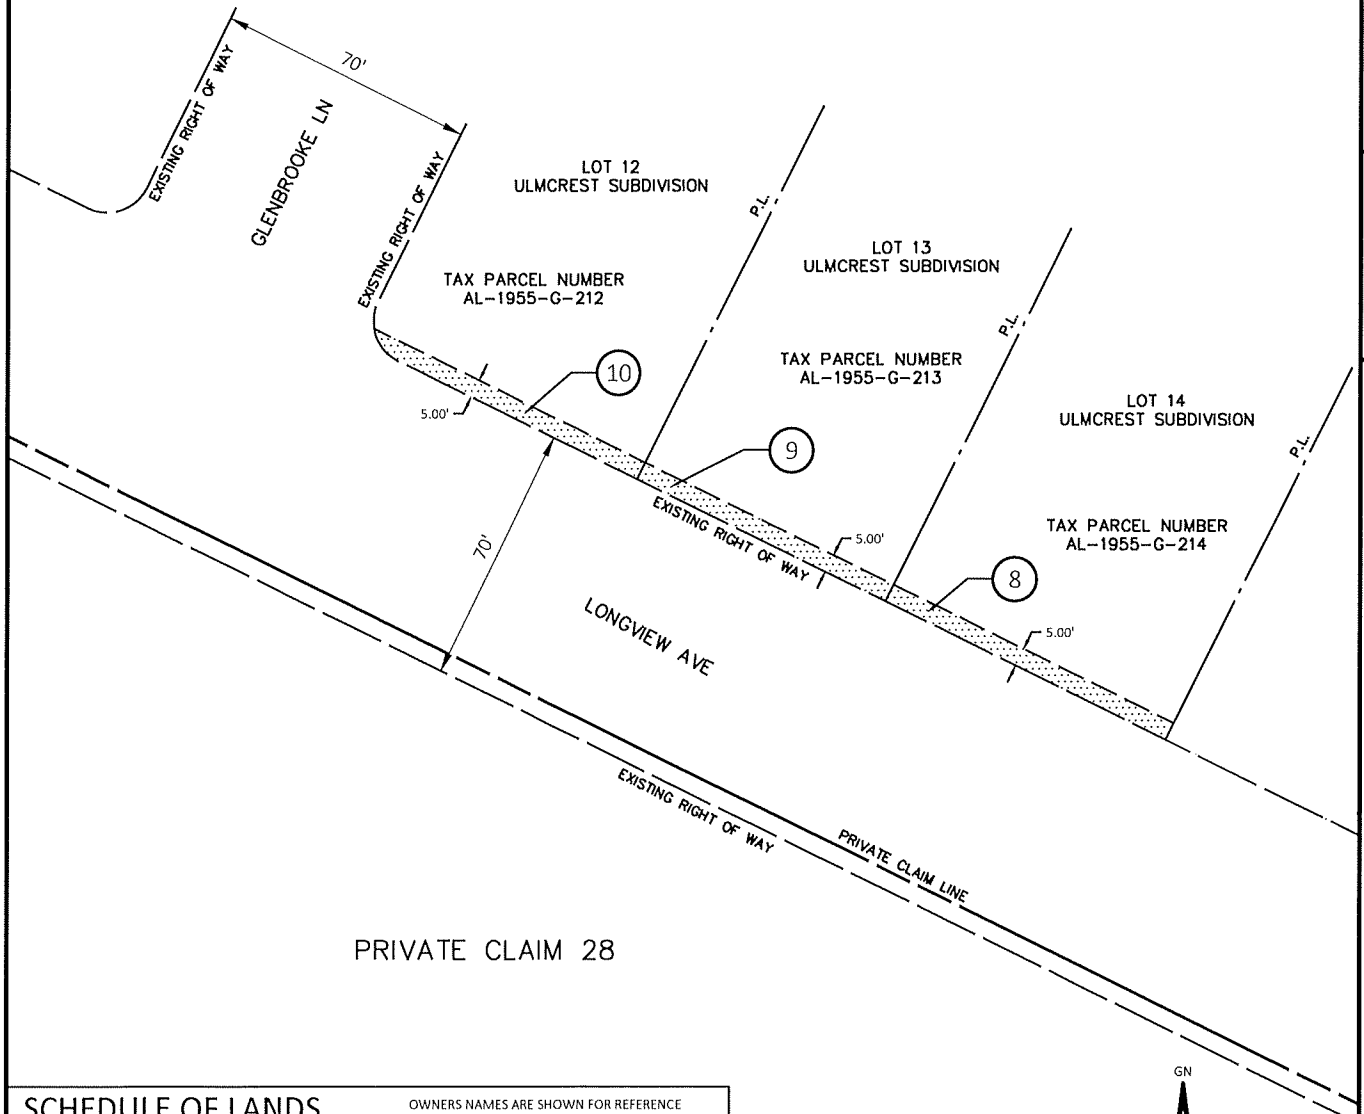 70'
EXISTING RIGHT OF WAY
GLENBROOKE LN
EXISTING RIGHT OF WAY
LOT 12
ULMCREST SUBDIVISION
P.L.
TAX PARCEL NUMBER
AL-1955-G-212
LOT 13
ULMCREST SUBDIVISION
P.L.
TAX PARCEL NUMBER
AL-1955-G-213
LOT 14
ULMCREST SUBDIVISION
P.L.
TAX PARCEL NUMBER
AL-1955-G-214
10
5.00'
9
EXISTING RIGHT OF WAY
5.00'
8
5.00'
70'
LONGVIEW AVE
EXISTING RIGHT OF WAY
PRIVATE CLAIM LINE
PRIVATE CLAIM 28
GN
SCHEDULE OF LANDS
OWNERS NAMES ARE SHOWN FOR REFERENCE